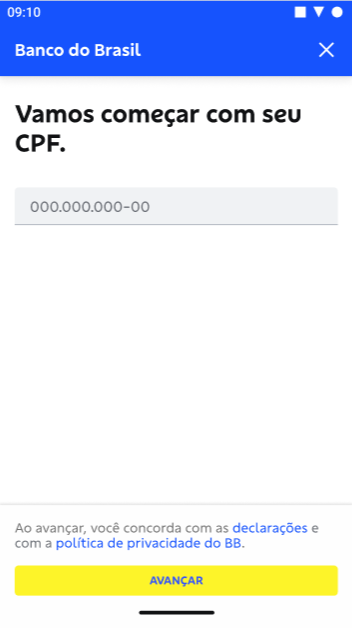 09:10
Banco do Brasil
Vamos começar com seu
CPF.
000.000.000-00
Ao avançar, você concorda com as declarações e
com a política de privacidade do BB.
AVANÇAR